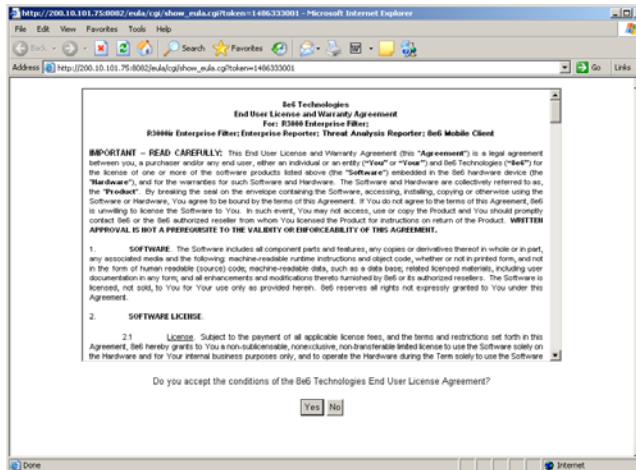 http://200.10.101.75:8082/eula/cgi/show_eula.cgi?token=1486333001 - Microsoft Internet Explorer
File Edit View Favorites Tools Help
Back Search Favorites
Address http://200.10.101.75:8082/eula/cgi/show_eula.cgi?token=1486333001 Go Links
8e6 Technologies
End User License and Warranty Agreement
For: R3000 Enterprise Filter;
R3000ir Enterprise Filter; Enterprise Reporter; Threat Analysis Reporter; 8e6 Mobile Client
IMPORTANT – READ CAREFULLY: This End User License and Warranty Agreement (this "Agreement") is a legal agreement
between you, a purchaser and/or any end user, either an individual or an entity ("You" or "Your") and 8e6 Technologies ("8e6") for
the license of one or more of the software products listed above (the "Software") embedded in the 8e6 hardware device (the
"Hardware"), and for the warranties for such Software and Hardware. The Software and Hardware are collectively referred to as,
the "Product". By breaking the seal on the envelope containing the Software, accessing, installing, copying or otherwise using the
Software or Hardware, You agree to be bound by the terms of this Agreement. If You do not agree to the terms of this Agreement, 8e6
is unwilling to license the Software to You. In such event, You may not access, use or copy the Product and You should promptly
contact 8e6 or the 8e6 authorized reseller from whom You licensed the Product for instructions on return of the Product. WRITTEN
APPROVAL IS NOT A PREREQUISITE TO THE VALIDITY OR ENFORCEABILITY OF THIS AGREEMENT.
1. SOFTWARE. The Software includes all component parts and features, any copies or derivatives thereof in whole or in part,
any associated media and the following: machine-readable runtime instructions and object code, whether or not in printed form, and not
in the form of human readable (source) code; machine-readable data, such as a data base; related licensed materials, including user
documentation in any form; and all enhancements and modifications thereto furnished by 8e6 or its authorized resellers. The Software is
licensed, not sold, to You for Your use only as provided herein. 8e6 reserves all rights not expressly granted to You under this
Agreement.
2. SOFTWARE LICENSE.
2.1 License. Subject to the payment of all applicable license fees, and the terms and restrictions set forth in this
Agreement, 8e6 hereby grants to You a non-sublicensable, nonexclusive, non-transferable limited license to use the Software solely on
the Hardware and for Your internal business purposes only, and to operate the Hardware during the Term solely to use the Software
Do you accept the conditions of the 8e6 Technologies End User License Agreement?
Yes No
Done Internet